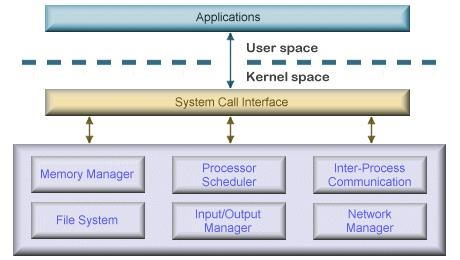 Applications
User space
Kernel space
System Call Interface
Memory Manager
Processor
Scheduler
Inter-Process
Communication
File System
Input/Output
Manager
Network
Manager